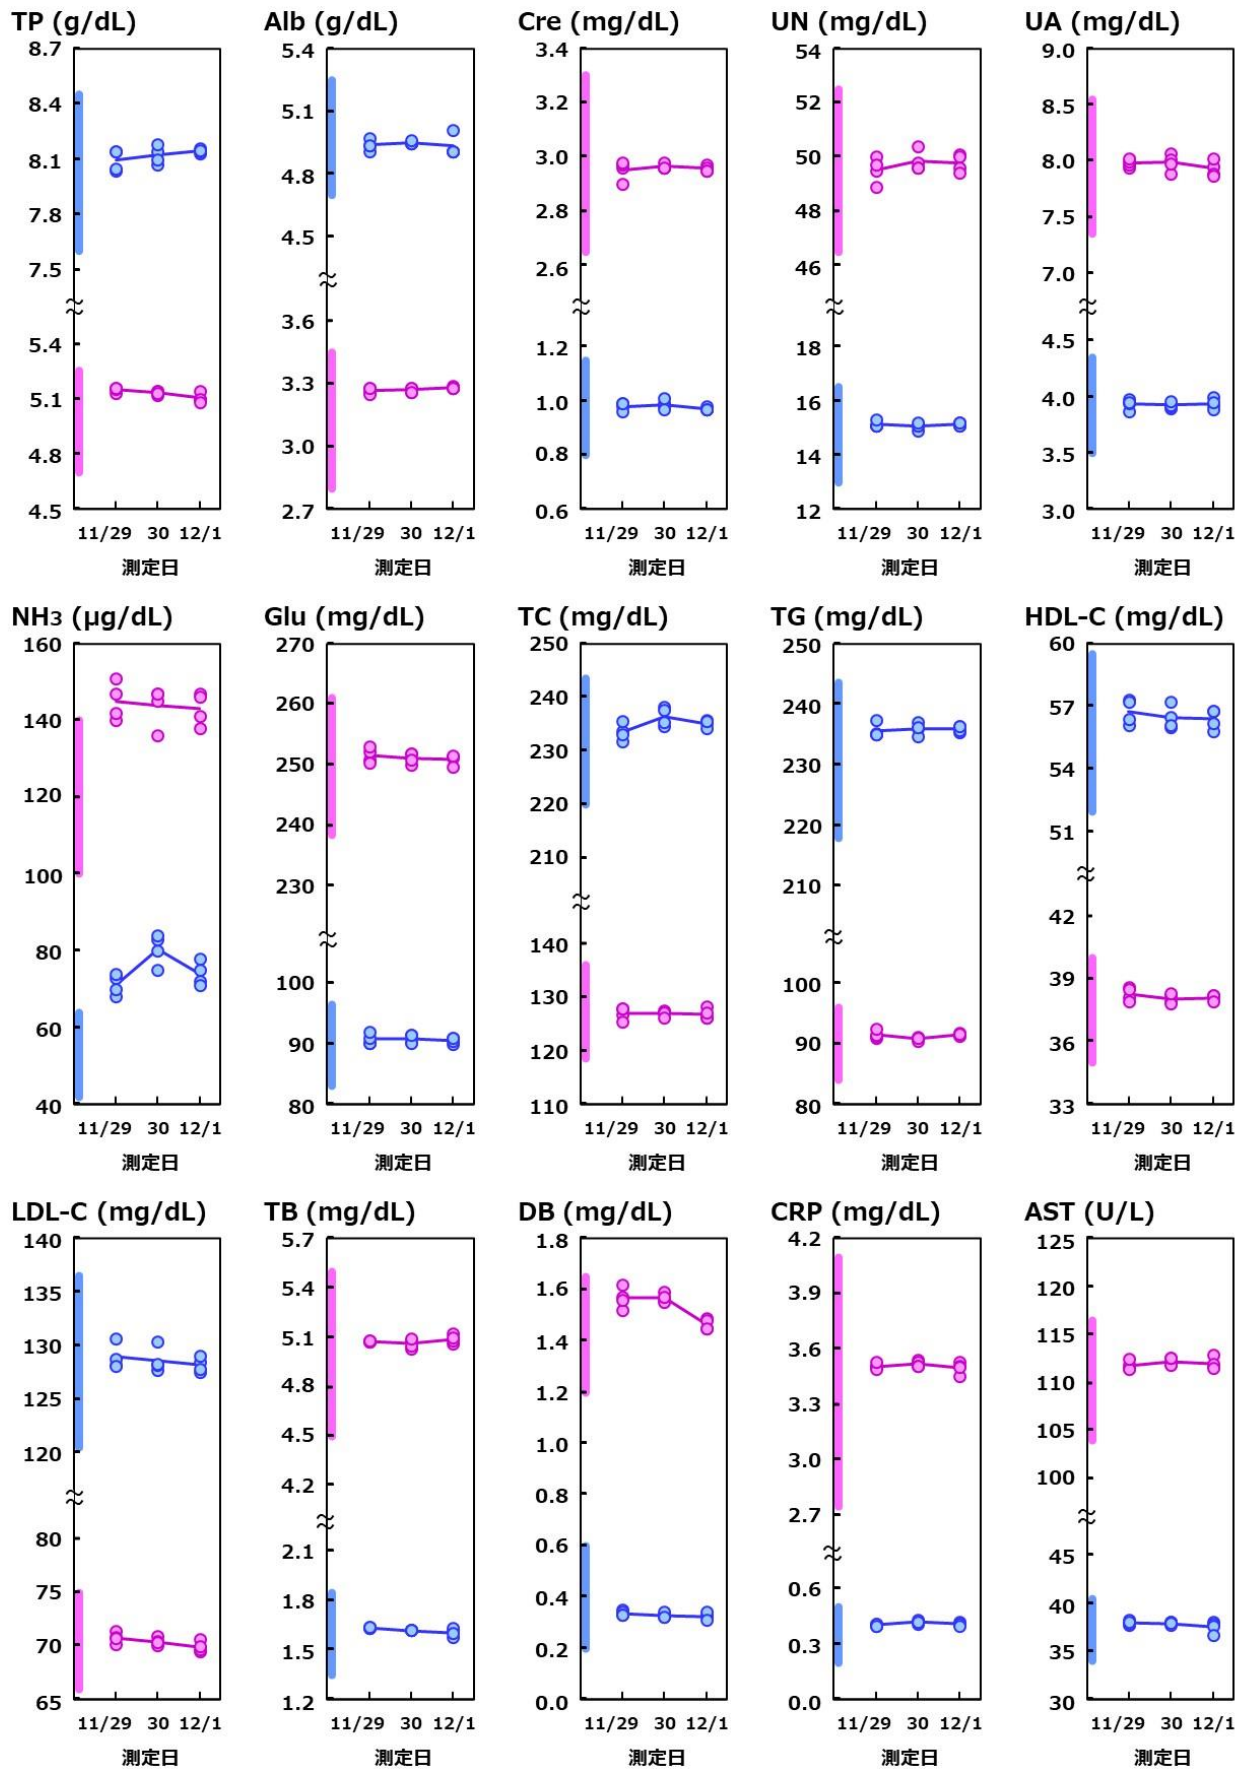 TP (g/dL)
8.7
8.4
8.1
7.8
7.5
5.4
5.1
4.8
4.5
11/29 30 12/1
測定日
Alb (g/dL)
5.4
5.1
4.8
4.5
3.6
3.3
3.0
2.7
11/29 30 12/1
測定日
Cre (mg/dL)
3.4
3.2
3.0
2.8
2.6
1.2
1.0
0.8
0.6
11/29 30 12/1
測定日
UN (mg/dL)
54
52
50
48
46
18
16
14
12
11/29 30 12/1
測定日
UA (mg/dL)
9.0
8.5
8.0
7.5
7.0
4.5
4.0
3.5
3.0
11/29 30 12/1
測定日
NH3 (μg/dL)
160
140
120
100
80
60
40
11/29 30 12/1
測定日
Glu (mg/dL)
270
260
250
240
230
100
90
80
11/29 30 12/1
測定日
TC (mg/dL)
250
240
230
220
210
140
130
120
110
11/29 30 12/1
測定日
TG (mg/dL)
250
240
230
220
210
100
90
80
11/29 30 12/1
測定日
HDL-C (mg/dL)
60
57
54
51
42
39
36
33
11/29 30 12/1
測定日
LDL-C (mg/dL)
140
135
130
125
120
80
75
70
65
11/29 30 12/1
測定日
TB (mg/dL)
5.7
5.4
5.1
4.8
4.5
4.2
2.1
1.8
1.5
1.2
11/29 30 12/1
測定日
DB (mg/dL)
1.8
1.6
1.4
1.2
1.0
0.8
0.6
0.4
0.2
0.0
11/29 30 12/1
測定日
CRP (mg/dL)
4.2
3.9
3.6
3.3
3.0
2.7
0.6
0.3
0.0
11/29 30 12/1
測定日
AST (U/L)
125
120
115
110
105
100
45
40
35
30
11/29 30 12/1
測定日